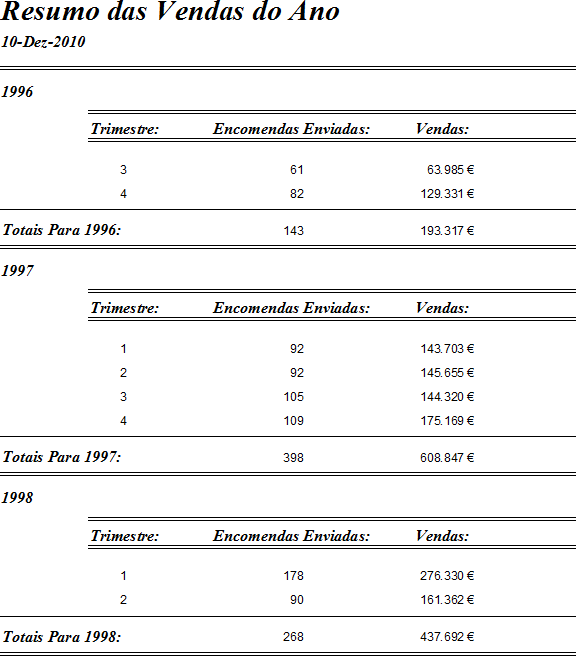 Resumo das Vendas do Ano
10-Dez-2010
1996
Trimestre: Encomendas Enviadas: Vendas:
3 61 63.985 €
4 82 129.331 €
Totais Para 1996: 143 193.317 €
1997
Trimestre: Encomendas Enviadas: Vendas:
1 92 143.703 €
2 92 145.655 €
3 105 144.320 €
4 109 175.169 €
Totais Para 1997: 398 608.847 €
1998
Trimestre: Encomendas Enviadas: Vendas:
1 178 276.330 €
2 90 161.362 €
Totais Para 1998: 268 437.692 €